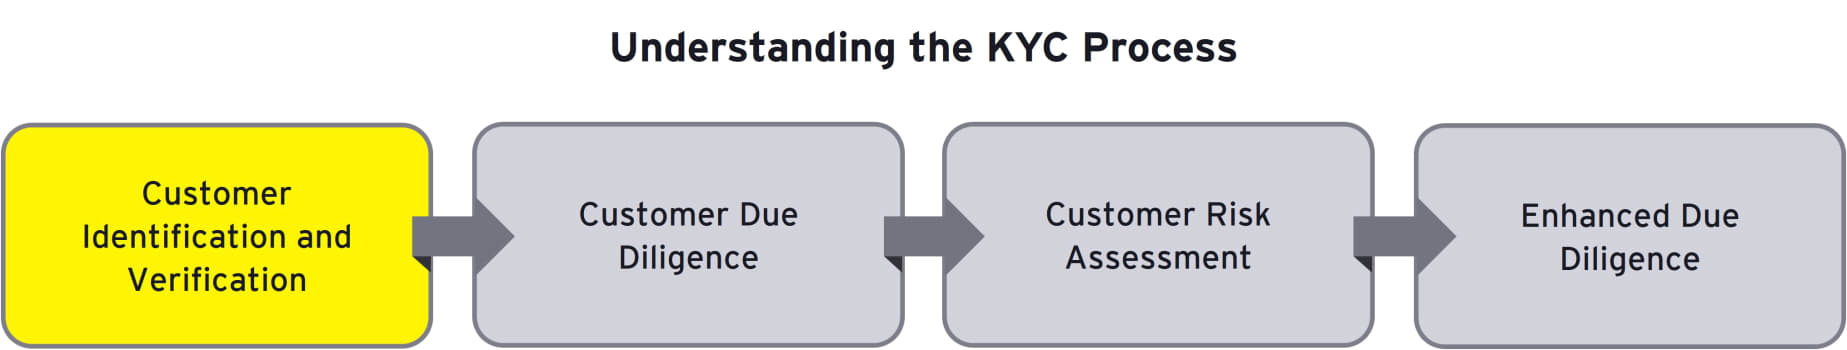 Understanding the KYC Process
Customer
Identification and
Verification
Customer Due
Diligence
Customer Risk
Assessment
Enhanced Due
Diligence